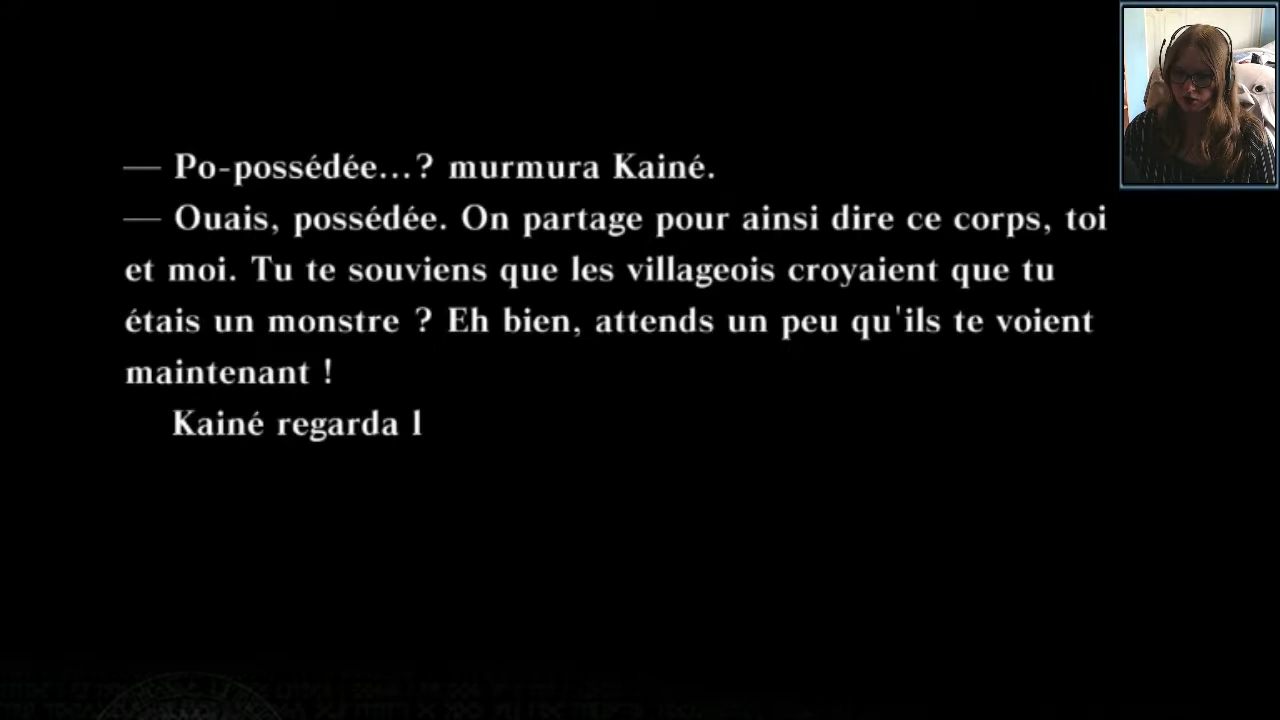 — Po-possédée...? murmura Kainé.
— Ouais, possédée. On partage pour ainsi dire ce corps, toi
et moi. Tu te souviens que les villageois croyaient que tu
étais un monstre ? Eh bien, attends un peu qu'ils te voient
maintenant !
Kainé regarda l